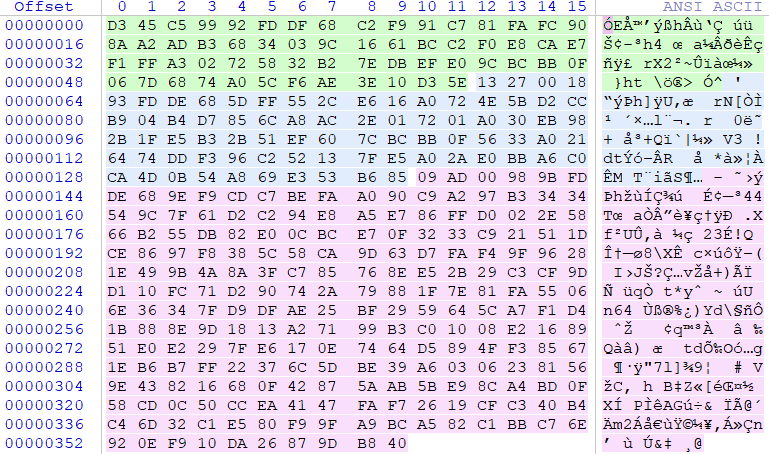 Offset 0 1 2 3 4 5 6 7 8 9 10 11 12 13 14 15 ANSI ASCII
00000000 D3 45 C5 99 92 FD DF 68 C2 F9 91 C7 81 FA FC 90 ÓEÅ™’ýßhÂù‘Ç úü
00000016 8A A2 AD B3 68 34 03 9C 16 61 BC C2 F0 E8 CA E7 Š¢-³h4 œ a¼ÂðèÊç
00000032 F1 FF A3 02 72 58 32 B2 7E DB EF E0 9C BC BB 0F ñÿ£ rX2²~Ûïàœ¼»
00000048 06 7D 68 74 A0 5C F6 AE 3E 10 D3 5E 13 27 00 18 }ht \ö®> Ó^ '
00000064 93 FD DE 68 5D FF 55 2C E6 16 A0 72 4E 5B D2 CC “ýÞh]ÿU,æ rN[ÒÌ
00000080 B9 04 B4 D7 85 6C A8 AC 2E 01 72 01 A0 30 EB 98 ¹ ´×…l¨¬. r 0ë˜
00000096 2B 1F E5 B3 2B 51 EF 60 7C BC BB 0F 56 33 A0 21 + å³+Qï`|¼» V3 !
00000112 64 74 DD F3 96 C2 52 13 7F E5 A0 2A E0 BB A6 C0 dtÝó–ÂR å *à»¦À
00000128 CA 4D 0B 54 A8 69 E3 53 B6 85 09 AD 00 98 9B FD ÊM T¨iãS¶… - ˜›ý
00000144 DE 68 9E F9 CD C7 BE FA A0 90 C9 A2 97 B3 34 34 ÞhžùÍÇ¾ú É¢—³44
00000160 54 9C 7F 61 D2 C2 94 E8 A5 E7 86 FF D0 02 2E 58 Tœ aÒÂ”è¥ç†ÿÐ .X
00000176 66 B2 55 DB 82 E0 0C BC E7 0F 32 33 C9 21 51 1D f²UÛ‚à ¼ç 23É!Q
00000192 CE 86 97 F8 38 5C 58 CA 9D 63 D7 FA F4 9F 96 28 Î†—ø8\XÊ c×úôŸ–(
00000208 1E 49 9B 4A 8A 3F C7 85 76 8E E5 2B 29 C3 CF 9D I›JŠ?Ç…vŽå+)ÃÏ
00000224 D1 10 FC 71 D2 90 74 2A 79 88 1F 7E 81 FA 55 06 Ñ üqÒ t*yˆ ~ úU
00000240 6E 36 34 7F D9 DF AE 25 BF 29 59 64 5C A7 F1 D4 n64 Ùß®%¿)Yd\§ñÔ
00000256 1B 88 8E 9D 18 13 A2 71 99 B3 C0 10 08 E2 16 89 ˆŽ ¢q™³À â ‰
00000272 51 E0 E2 29 7F E6 17 0E 74 64 D5 89 4F F3 85 67 Qàâ) æ tdÕ‰Oó…g
00000288 1E B6 B7 FF 22 37 6C 5D BE 39 A6 03 06 23 81 56 ¶·ÿ"7l]¾9¦ # V
00000304 9E 43 82 16 68 0F 42 87 5A AB 5B E9 8C A4 BD 0F žC‚ h B‡Z«[éŒ¤½
00000320 58 CD 0C 50 CC EA 41 47 FA F7 26 19 CF C3 40 B4 XÍ PÌêAGú÷& ÏÃ@´
00000336 C4 6D 32 C1 E5 80 F9 9F A9 BC A5 82 C1 BB C7 6E Äm2Áå€ùŸ©¼¥‚Á»Çn
00000352 92 0E F9 10 DA 26 87 9D B8 40 ’ ù Ú&‡ ¸@